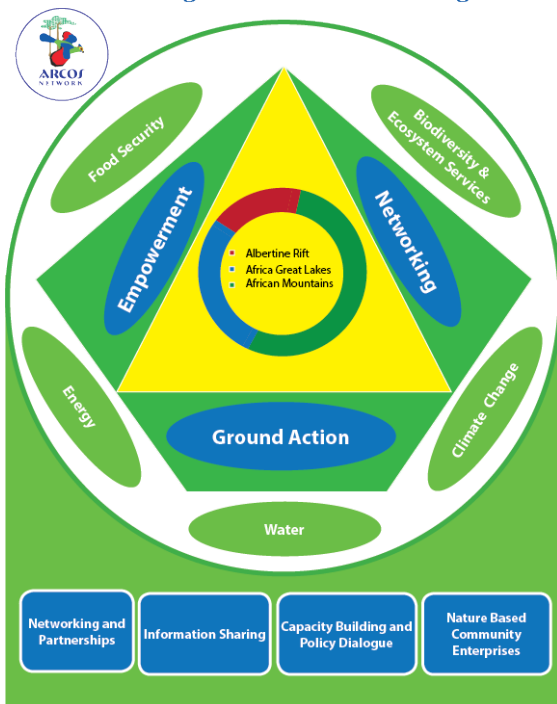 ARCOS
NETWORK
Food Security
Biodiversity &
Ecosystem Services
Empowerment
Networking
Albertine Rift
Africa Great Lakes
African Mountains
Energy
Climate Change
Ground Action
Water
Networking and
Partnerships
Information Sharing
Capacity Building and
Policy Dialogue
Nature Based
Community
Enterprises